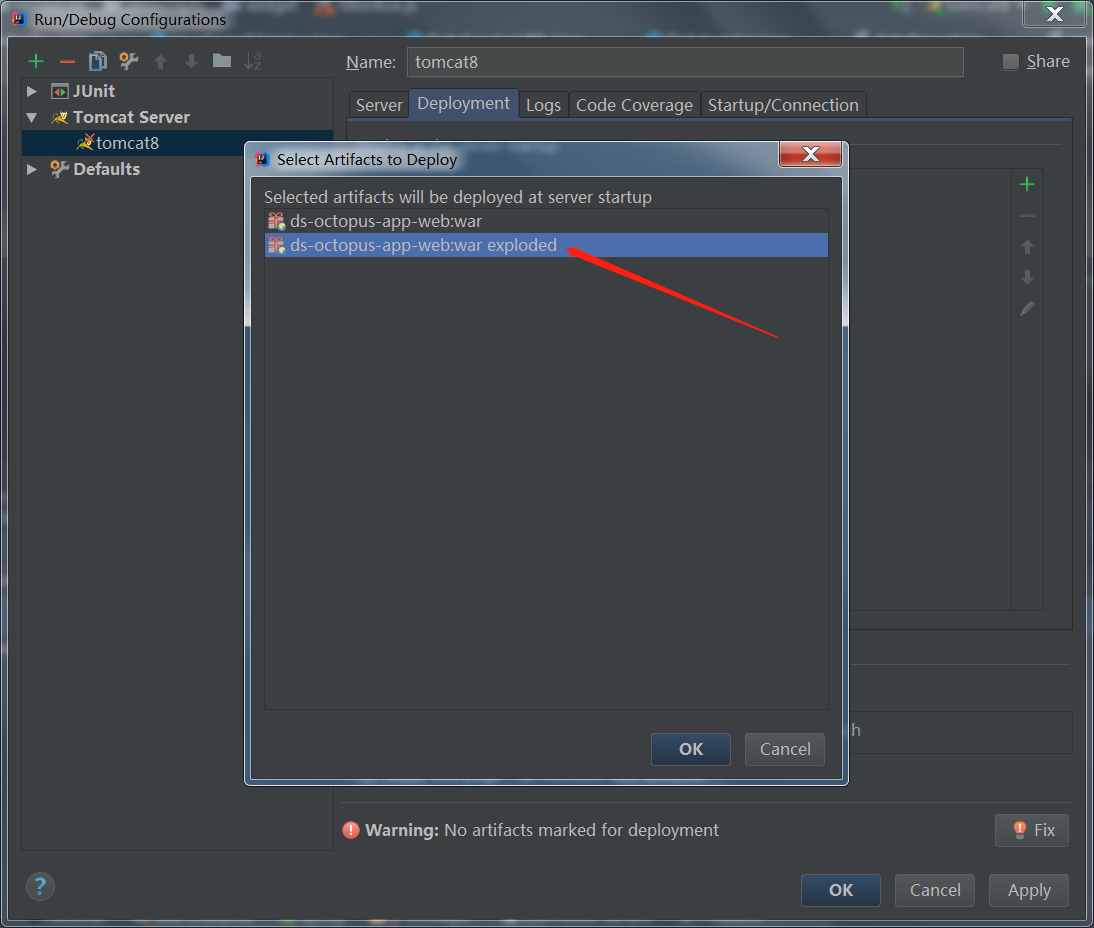 Run/Debug Configurations
Name: tomcat8
Share
JUnit
Tomcat Server
tomcat8
Defaults
Server Deployment Logs Code Coverage Startup/Connection
Select Artifacts to Deploy
Selected artifacts will be deployed at server startup
ds-octopus-app-web:war
ds-octopus-app-web:war exploded
OK Cancel
h
Warning: No artifacts marked for deployment
Fix
?
OK Cancel Apply